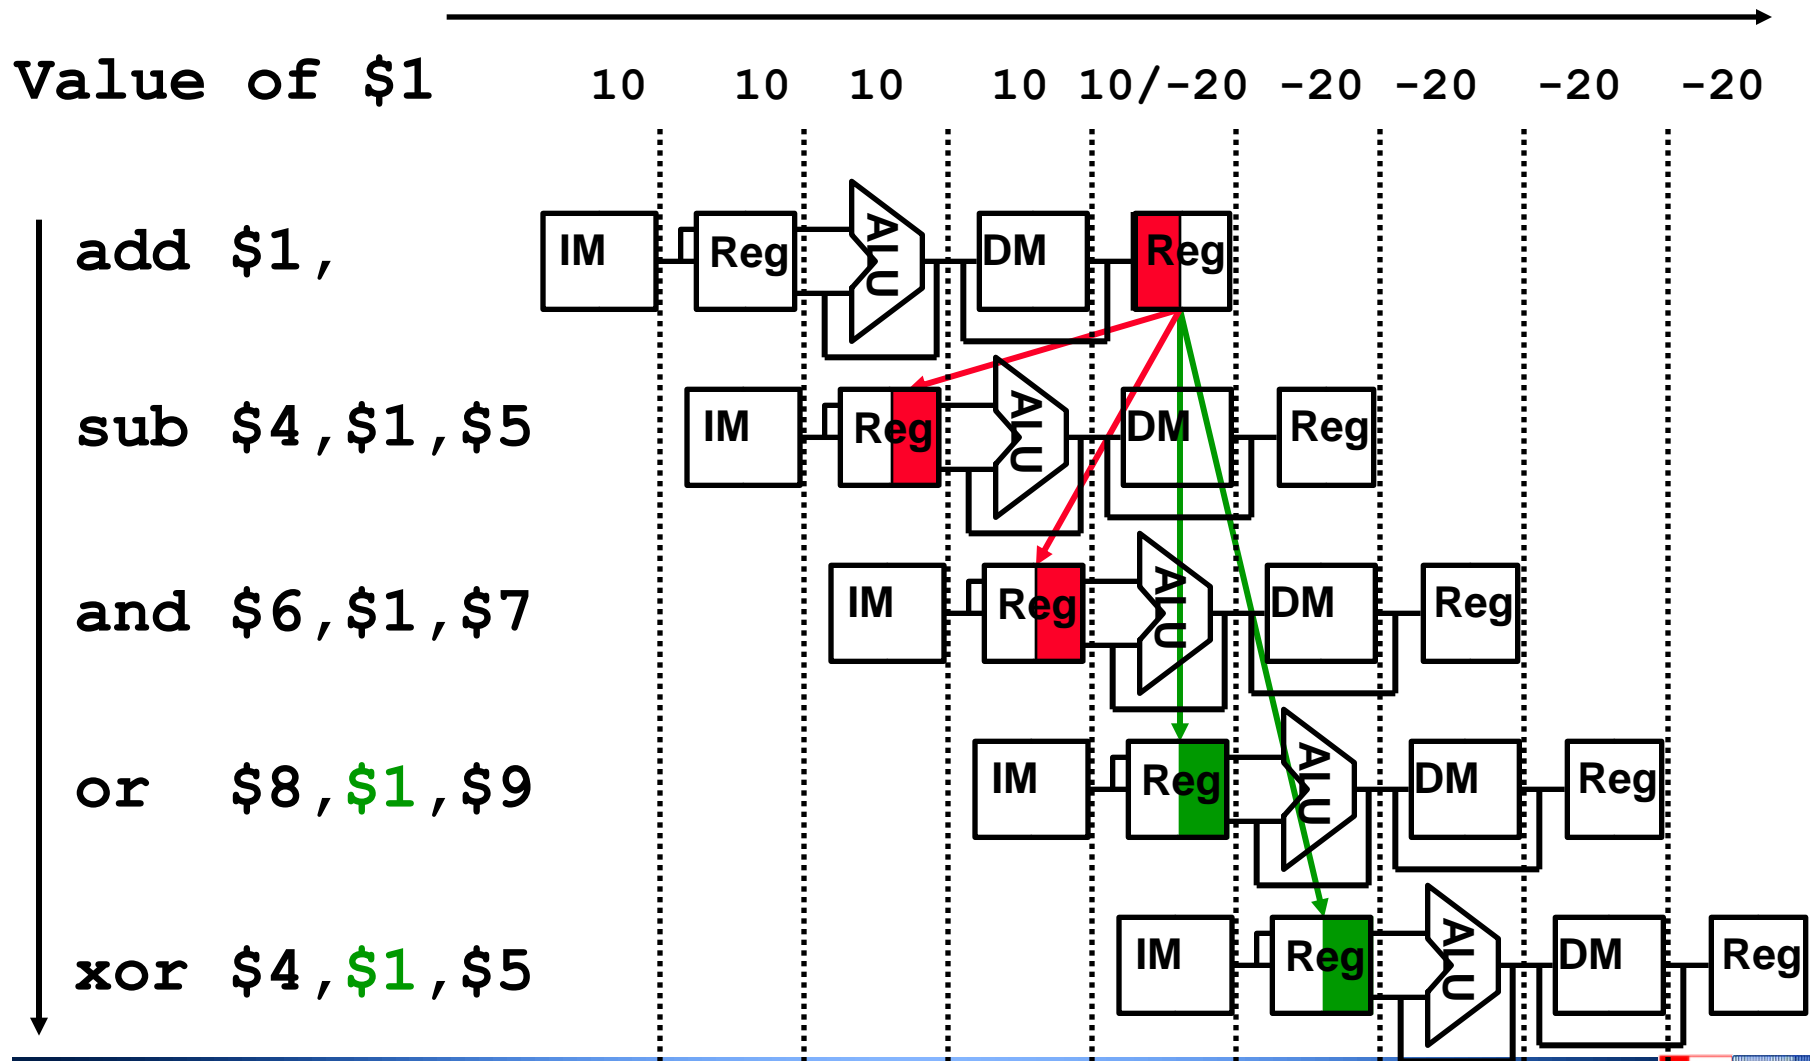 Value of $1 10 10 10 10 10/-20 -20 -20 -20 -20
add $1, IM Reg ALU DM Reg
sub $4,$1,$5 IM Reg ALU DM Reg
and $6,$1,$7 IM Reg ALU DM Reg
or $8,$1,$9 IM Reg ALU DM Reg
xor $4,$1,$5 IM Reg ALU DM Reg